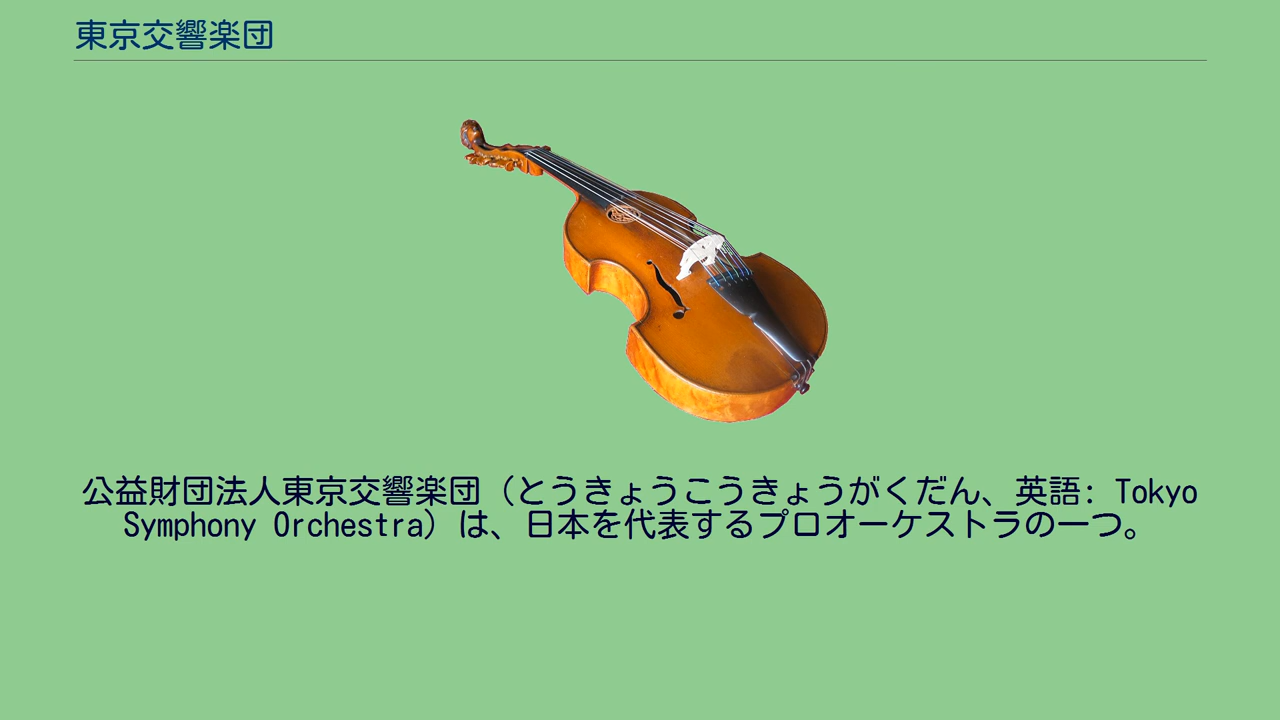 東京交響楽団
公益財団法人東京交響楽団（とうきょうこうきょうがくだん、英語: Tokyo
Symphony Orchestra）は、日本を代表するプロオーケストラの一つ。